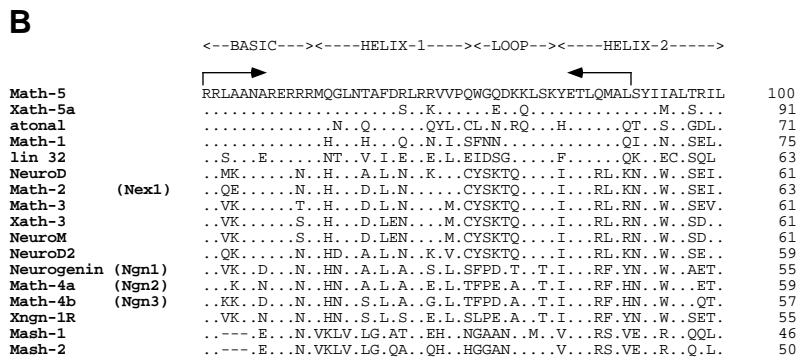 B
<--BASIC--->&lt;----HELIX-1----><-LOOP-><----HELIX-2----->
Math-5 RRLAANARERRRMQGLNTAFDRLRRVVPQWGQDKKLSKYETLQMALSYIIALTRIL 100
Xath-5a .....................S..K......E..Q..............M..S... 91
atonal .............N..Q......QYL.CL.N.RQ...H......QT..S..GDL. 71
Math-1 ............Q...H...Q..N.I.SFNN..............QI..N...SEL. 75
lin 32 ..S...E......NT..V.I.E..E.L.EIDSG.....F......QK..EC.SQL. 63
NeuroD ..MK......N..H...A.L.N..K....CYSKTQ....I...RL.KN..W..SEI. 61
Math-2 (Nex1) ..QE......N..H...D.L.N..K....CYSKTQ....I...RL.KN..W..SEI. 63
Math-3 ..VK......T..H...D.L.N....M..CYSKTQ....I...RL.RN..W..SEV. 61
Xath-3 ..VK......S..H...D.LEN....M..CYSKTQ....I...RL.RN..W..SD.. 61
NeuroM ..VK......S..H...D.LEN....M..CYSKTQ....I...RL.RN..W..SD.. 61
NeuroD2 ..QK......N..HD..A.L.N..K.V..CYSKTQ....I...RL.KN..W..SE.. 59
Neurogenin (Ngn1) ..VK..D...N..HN..A.L.A..S.L..SFPD.T..T.I...RF.YN..W..AET. 55
Math-4a (Ngn2) ...K..N...N..HN..A.L.A..E.L..TFPE.A..T.I...RF.HN..W...ET. 59
Math-4b (Ngn3) ..KK..D...N..HN..S.L.A..G.L..TFPD.A..T.I...RF.HN..W...QT. 57
Xngn-1R ..VK..N...N..HN..S.L.S..E.L..SLPE.A..T.I...RF.YN..W..SET. 55
Mash-1 ..---.E...N.VKLV.LG.AT..EH..NGAAN..M..V...RS.VE..R..QQL. 46
Mash-2 ..---.E...N.VKLV.LG.QA..QH..HGGAN.....V...RS.VE..R..QL.. 50